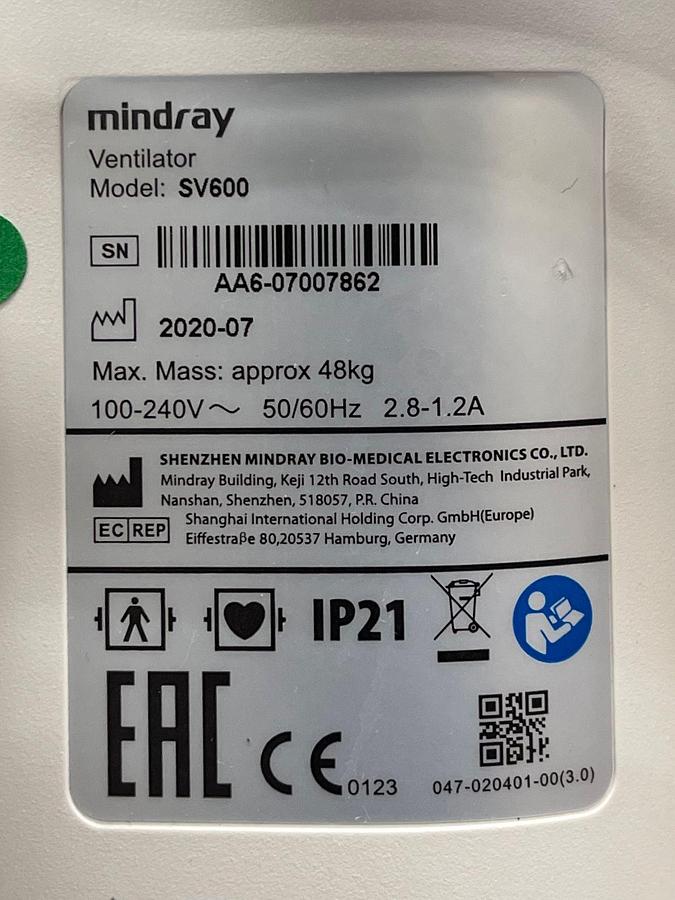 mindray
Ventilator
Model: SV600
SN
AA6-07007862
2020-07
Max. Mass: approx 48kg
100-240V～ 50/60Hz 2.8-1.2A
SHENZHEN MINDRAY BIO-MEDICAL ELECTRONICS CO., LTD.
Mindray Building, Keji 12th Road South, High-Tech Industrial Park,
Nanshan, Shenzhen, 518057, P.R. China
EC REP
Shanghai International Holding Corp. GmbH(Europe)
Eiffestraβe 80,20537 Hamburg, Germany
IP21
EAC CE 0123
047-020401-00(3.0)